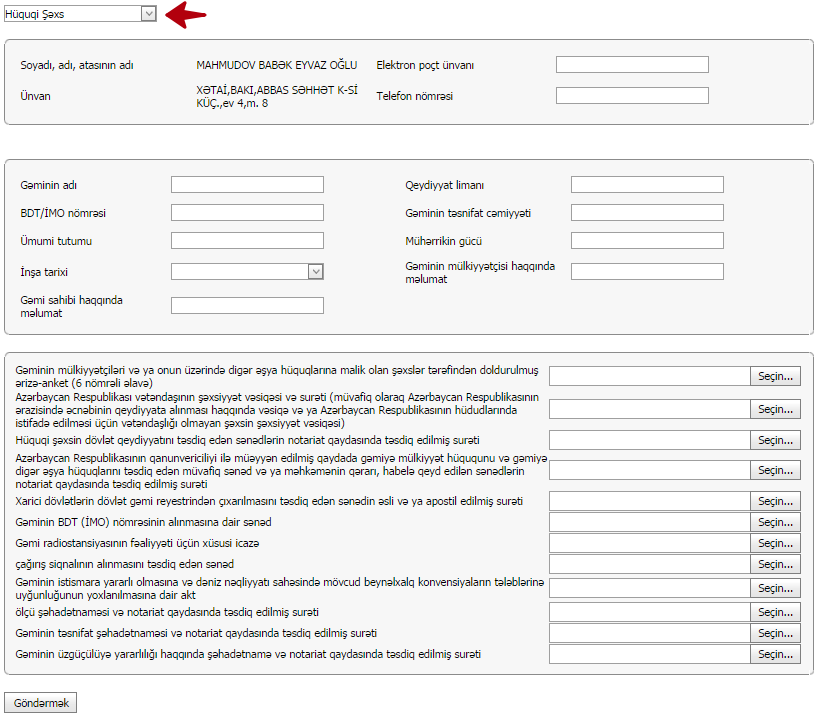 Hüquqi Şəxs
Soyadı, adı, atasının adı
MAHMUDOV BABƏK EYVAZ OĞLU
Elektron poçt ünvanı
Ünvan
XƏTAİ,BAKI,ABBAS SƏHHƏT K-Sİ
KÜÇ.,ev 4,m. 8
Telefon nömrəsi
Gəminin adı
Qeydiyyat limanı
BDT/İMO nömrəsi
Gəminin təsnifat cəmiyyəti
Ümumi tutumu
Mühərrikin gücü
İnşa tarixi
Gəminin mülkiyyətçisi haqqında
məlumat
Gəmi sahibi haqqında
məlumat
Gəminin mülkiyyətçiləri və ya onun üzərində digər əşya hüquqlarına malik olan şəxslər tərəfindən doldurulmuş
ərizə-anket (6 nömrəli əlavə)
Seçin...
Azərbaycan Respublikası vətəndaşının şəxsiyyət vəsiqəsi və surəti (müvafiq olaraq Azərbaycan Respublikasının
ərazisində əcnəbinin qeydiyyata alınması haqqında vəsiqə və ya Azərbaycan Respublikasının hüdudlarında
istifadə edilməsi üçün vətəndaşlığı olmayan şəxsin şəxsiyyət vəsiqəsi)
Seçin...
Hüquqi şəxsin dövlət qeydiyyatını təsdiq edən sənədlərin notariat qaydasında təsdiq edilmiş surəti
Seçin...
Azərbaycan Respublikasının qanunvericiliyi ilə müəyyən edilmiş qaydada gəmiyə mülkiyyət hüququnu və gəmiyə
digər əşya hüquqlarını təsdiq edən müvafiq sənəd və ya məhkəmənin qərarı, habelə qeyd edilən sənədlərin
notariat qaydasında təsdiq edilmiş surəti
Seçin...
Xarici dövlətlərin dövlət gəmi reyestrindən çıxarılmasını təsdiq edən sənədin əsli və ya apostil edilmiş surəti
Seçin...
Gəminin BDT (İMO) nömrəsinin alınmasına dair sənəd
Seçin...
Gəmi radiostansiyasının fəaliyyəti üçün xüsusi icazə
Seçin...
çağırış siqnalının alınmasını təsdiq edən sənəd
Seçin...
Gəminin istismara yararlı olmasına və dəniz nəqliyyatı sahəsində mövcud beynəlxalq konvensiyaların tələblərinə
uyğunluğunun yoxlanılmasına dair akt
Seçin...
ölçü şəhadətnaməsi və notariat qaydasında təsdiq edilmiş surəti
Seçin...
Gəminin təsnifat şəhadətnaməsi və notariat qaydasında təsdiq edilmiş surəti
Seçin...
Gəminin üzgüçülüyə yararlılığı haqqında şəhadətnamə və notariat qaydasında təsdiq edilmiş surəti
Seçin...
Göndərmək